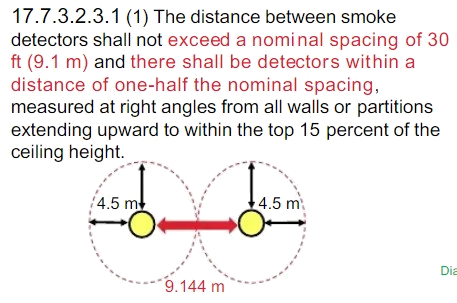 17.7.3.2.3.1 (1) The distance between smoke
detectors shall not exceed a nominal spacing of 30
ft (9.1 m) and there shall be detectors within a
distance of one-half the nominal spacing,
measured at right angles from all walls or partitions
extending upward to within the top 15 percent of the
ceiling height.
4.5 m 4.5 m
9.144 m
Dia